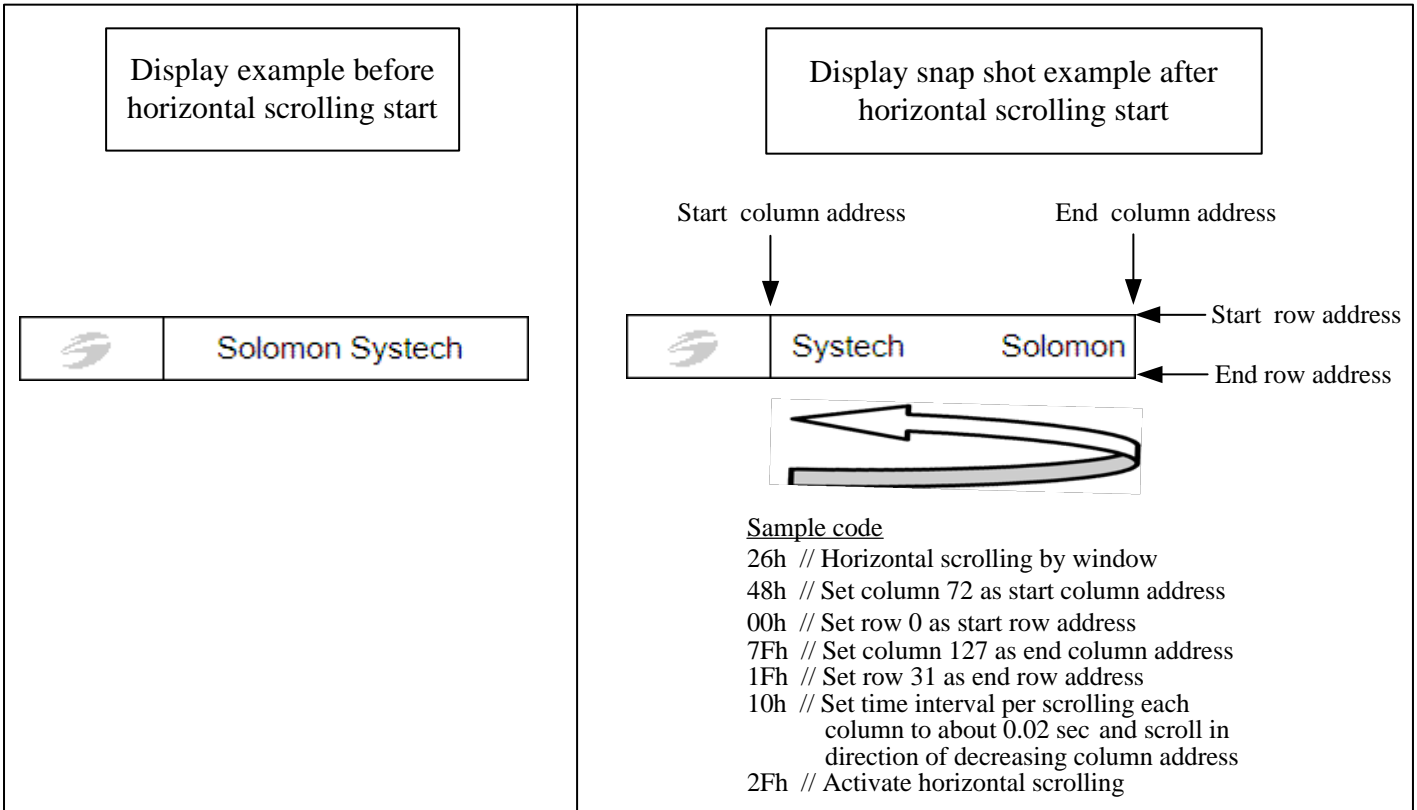 Display example before
horizontal scrolling start
Solomon Systech
Display snap shot example after
horizontal scrolling start
Start column address
End column address
Start row address
Systech Solomon
End row address
Sample code
26h // Horizontal scrolling by window
48h // Set column 72 as start column address
00h // Set row 0 as start row address
7Fh // Set column 127 as end column address
1Fh // Set row 31 as end row address
10h // Set time interval per scrolling each
column to about 0.02 sec and scroll in
direction of decreasing column address
2Fh // Activate horizontal scrolling